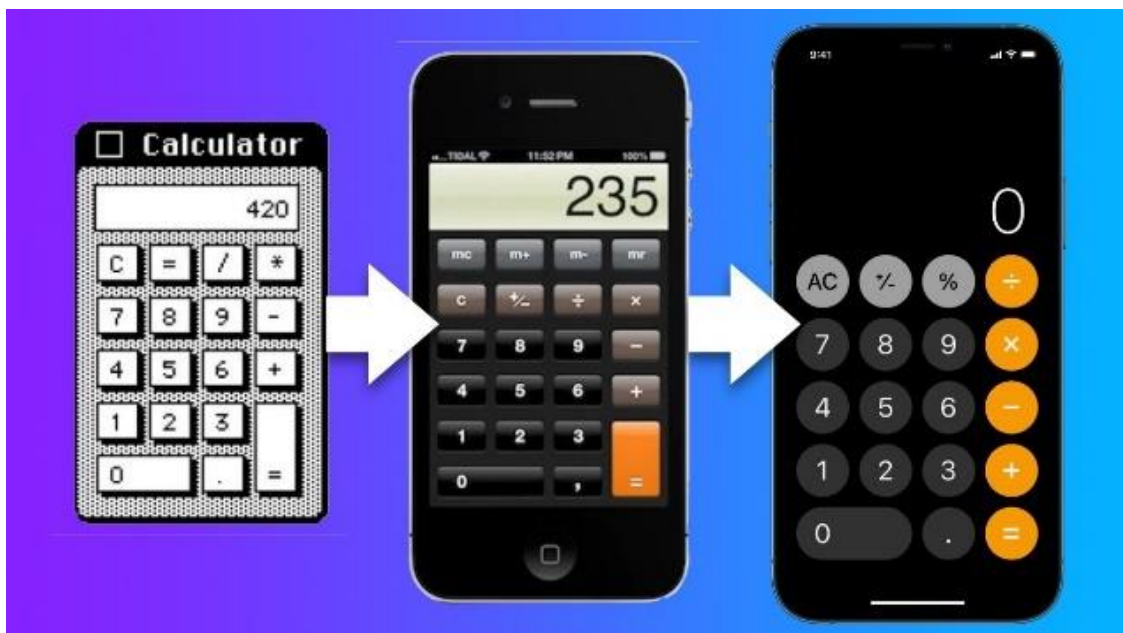 Calculator
420
C = / *
7 8 9 -
4 5 6 +
1 2 3
0 . =
...TIDAL 11:52 PM 100%
235
mc m+ m- mr
c +/- ÷ ×
7 8 9 −
4 5 6 +
1 2 3
0 , =
9:41
0
AC +/- % ÷
7 8 9 ×
4 5 6 −
1 2 3 +
0 . =